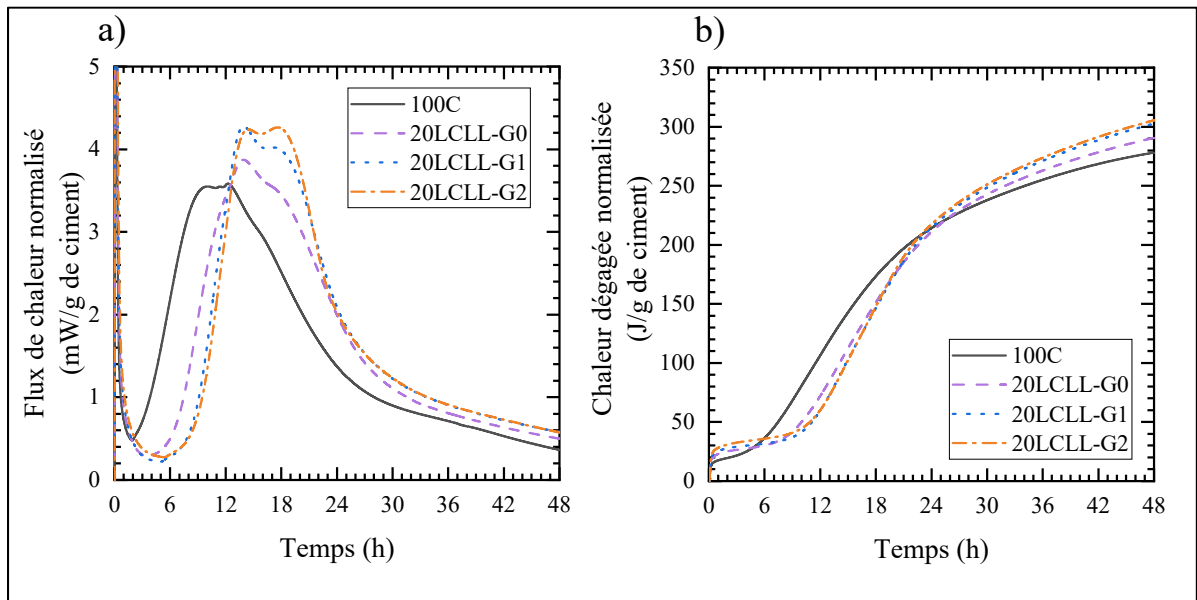 a)
Flux de chaleur normalisé
(mW/g de ciment)
5
4
3
2
1
0
0 6 12 18 24 30 36 42 48
Temps (h)
100C
20LCLL-G0
20LCLL-G1
20LCLL-G2
b)
Chaleur dégagée normalisée
(J/g de ciment)
350
300
250
200
150
100
50
0
0 6 12 18 24 30 36 42 48
Temps (h)
100C
20LCLL-G0
20LCLL-G1
20LCLL-G2